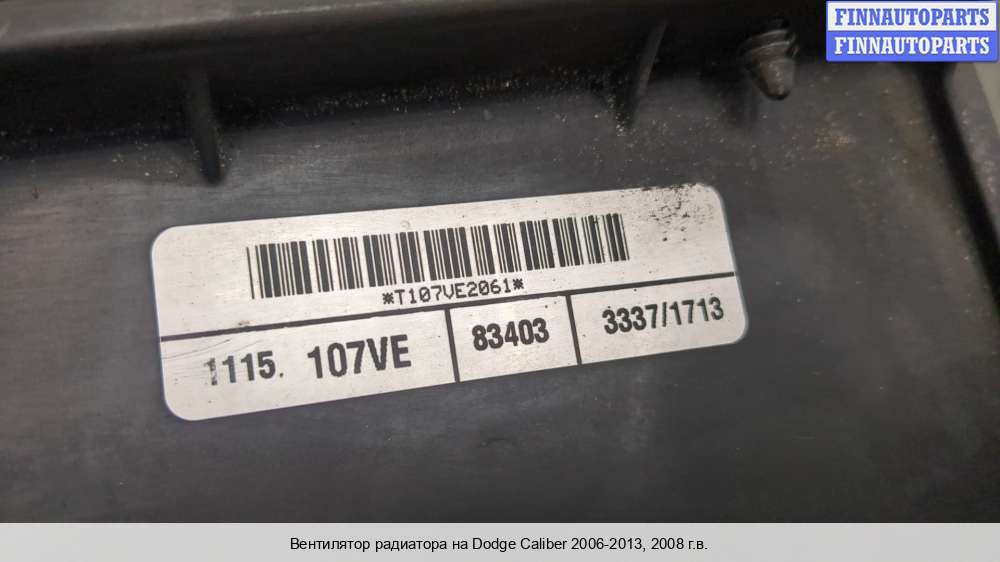 FINNAUTOPARTS
FINNAUTOPARTS
*T107VE2061*
1115. 107VE
83403
3337/1713
Вентилятор радиатора на Dodge Caliber 2006-2013, 2008 г.в.